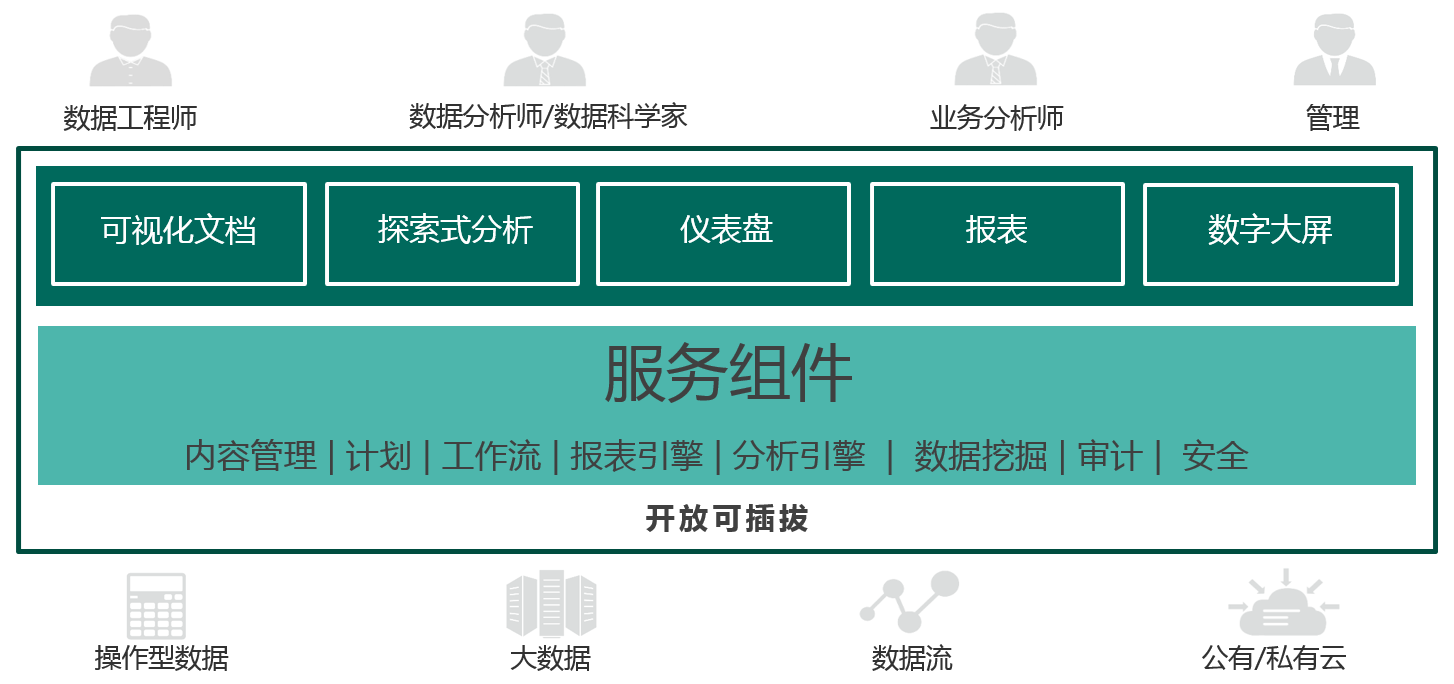 数据工程师 数据分析师/数据科学家 业务分析师 管理
可视化文档 探索式分析 仪表盘 报表 数字大屏
服务组件
内容管理 | 计划 | 工作流 | 报表引擎 | 分析引擎 | 数据挖掘 | 审计 | 安全
开放可插拔
操作型数据 大数据 数据流 公有/私有云